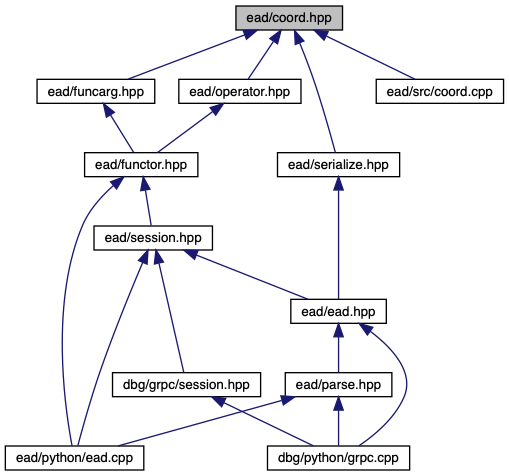 ead/coord.hpp
ead/funcarg.hpp
ead/operator.hpp
ead/src/coord.cpp
ead/functor.hpp
ead/serialize.hpp
ead/session.hpp
ead/ead.hpp
dbg/grpc/session.hpp
ead/parse.hpp
ead/python/ead.cpp
dbg/python/grpc.cpp